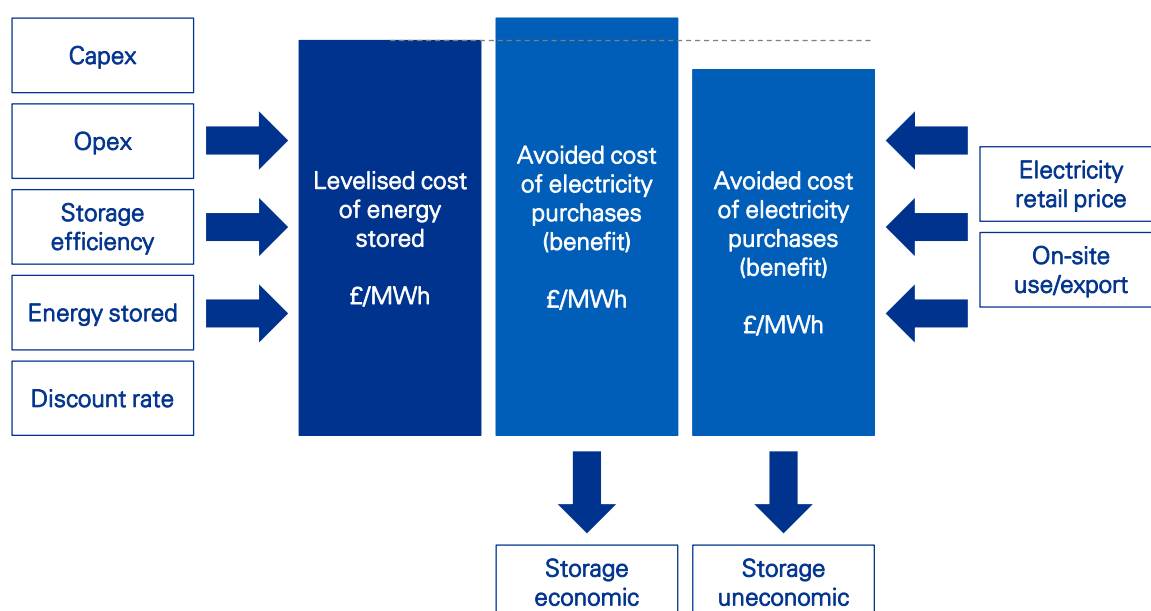 Capex
Opex
Storage
efficiency
Energy stored
Discount rate
Levelised cost
of energy
stored
£/MWh
Avoided cost
of electricity
purchases
(benefit)
£/MWh
Avoided cost
of electricity
purchases
(benefit)
£/MWh
Electricity
retail price
On-site
use/export
Storage
economic
Storage
uneconomic